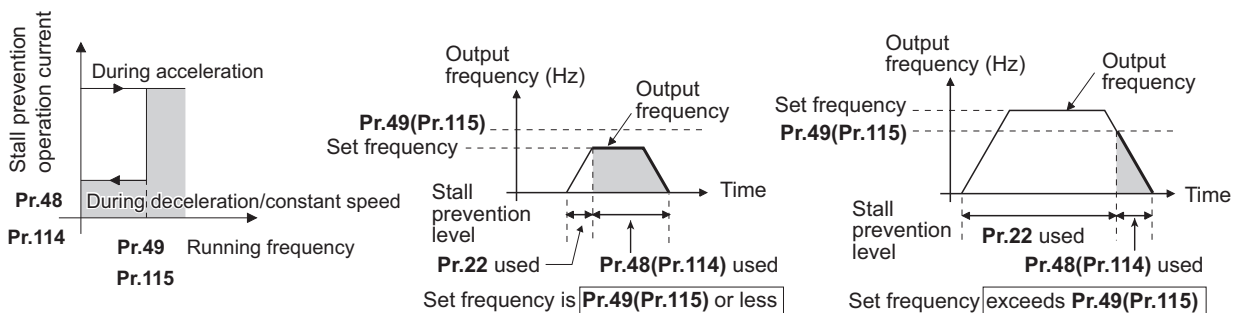 Stall prevention
operation current
During acceleration
Pr.48
During deceleration/constant speed
Pr.114
Pr.49
Running frequency
Pr.115
Output
frequency (Hz)
Output
frequency
Pr.49(Pr.115)
Set frequency
Time
Stall
prevention
level
Pr.22 used
Pr.48(Pr.114) used
Set frequency is Pr.49(Pr.115) or less
Output
frequency (Hz)
Output
frequency
Set frequency
Pr.49(Pr.115)
Time
Stall
prevention
level
Pr.22 used
Pr.48(Pr.114) used
Set frequency exceeds Pr.49(Pr.115)